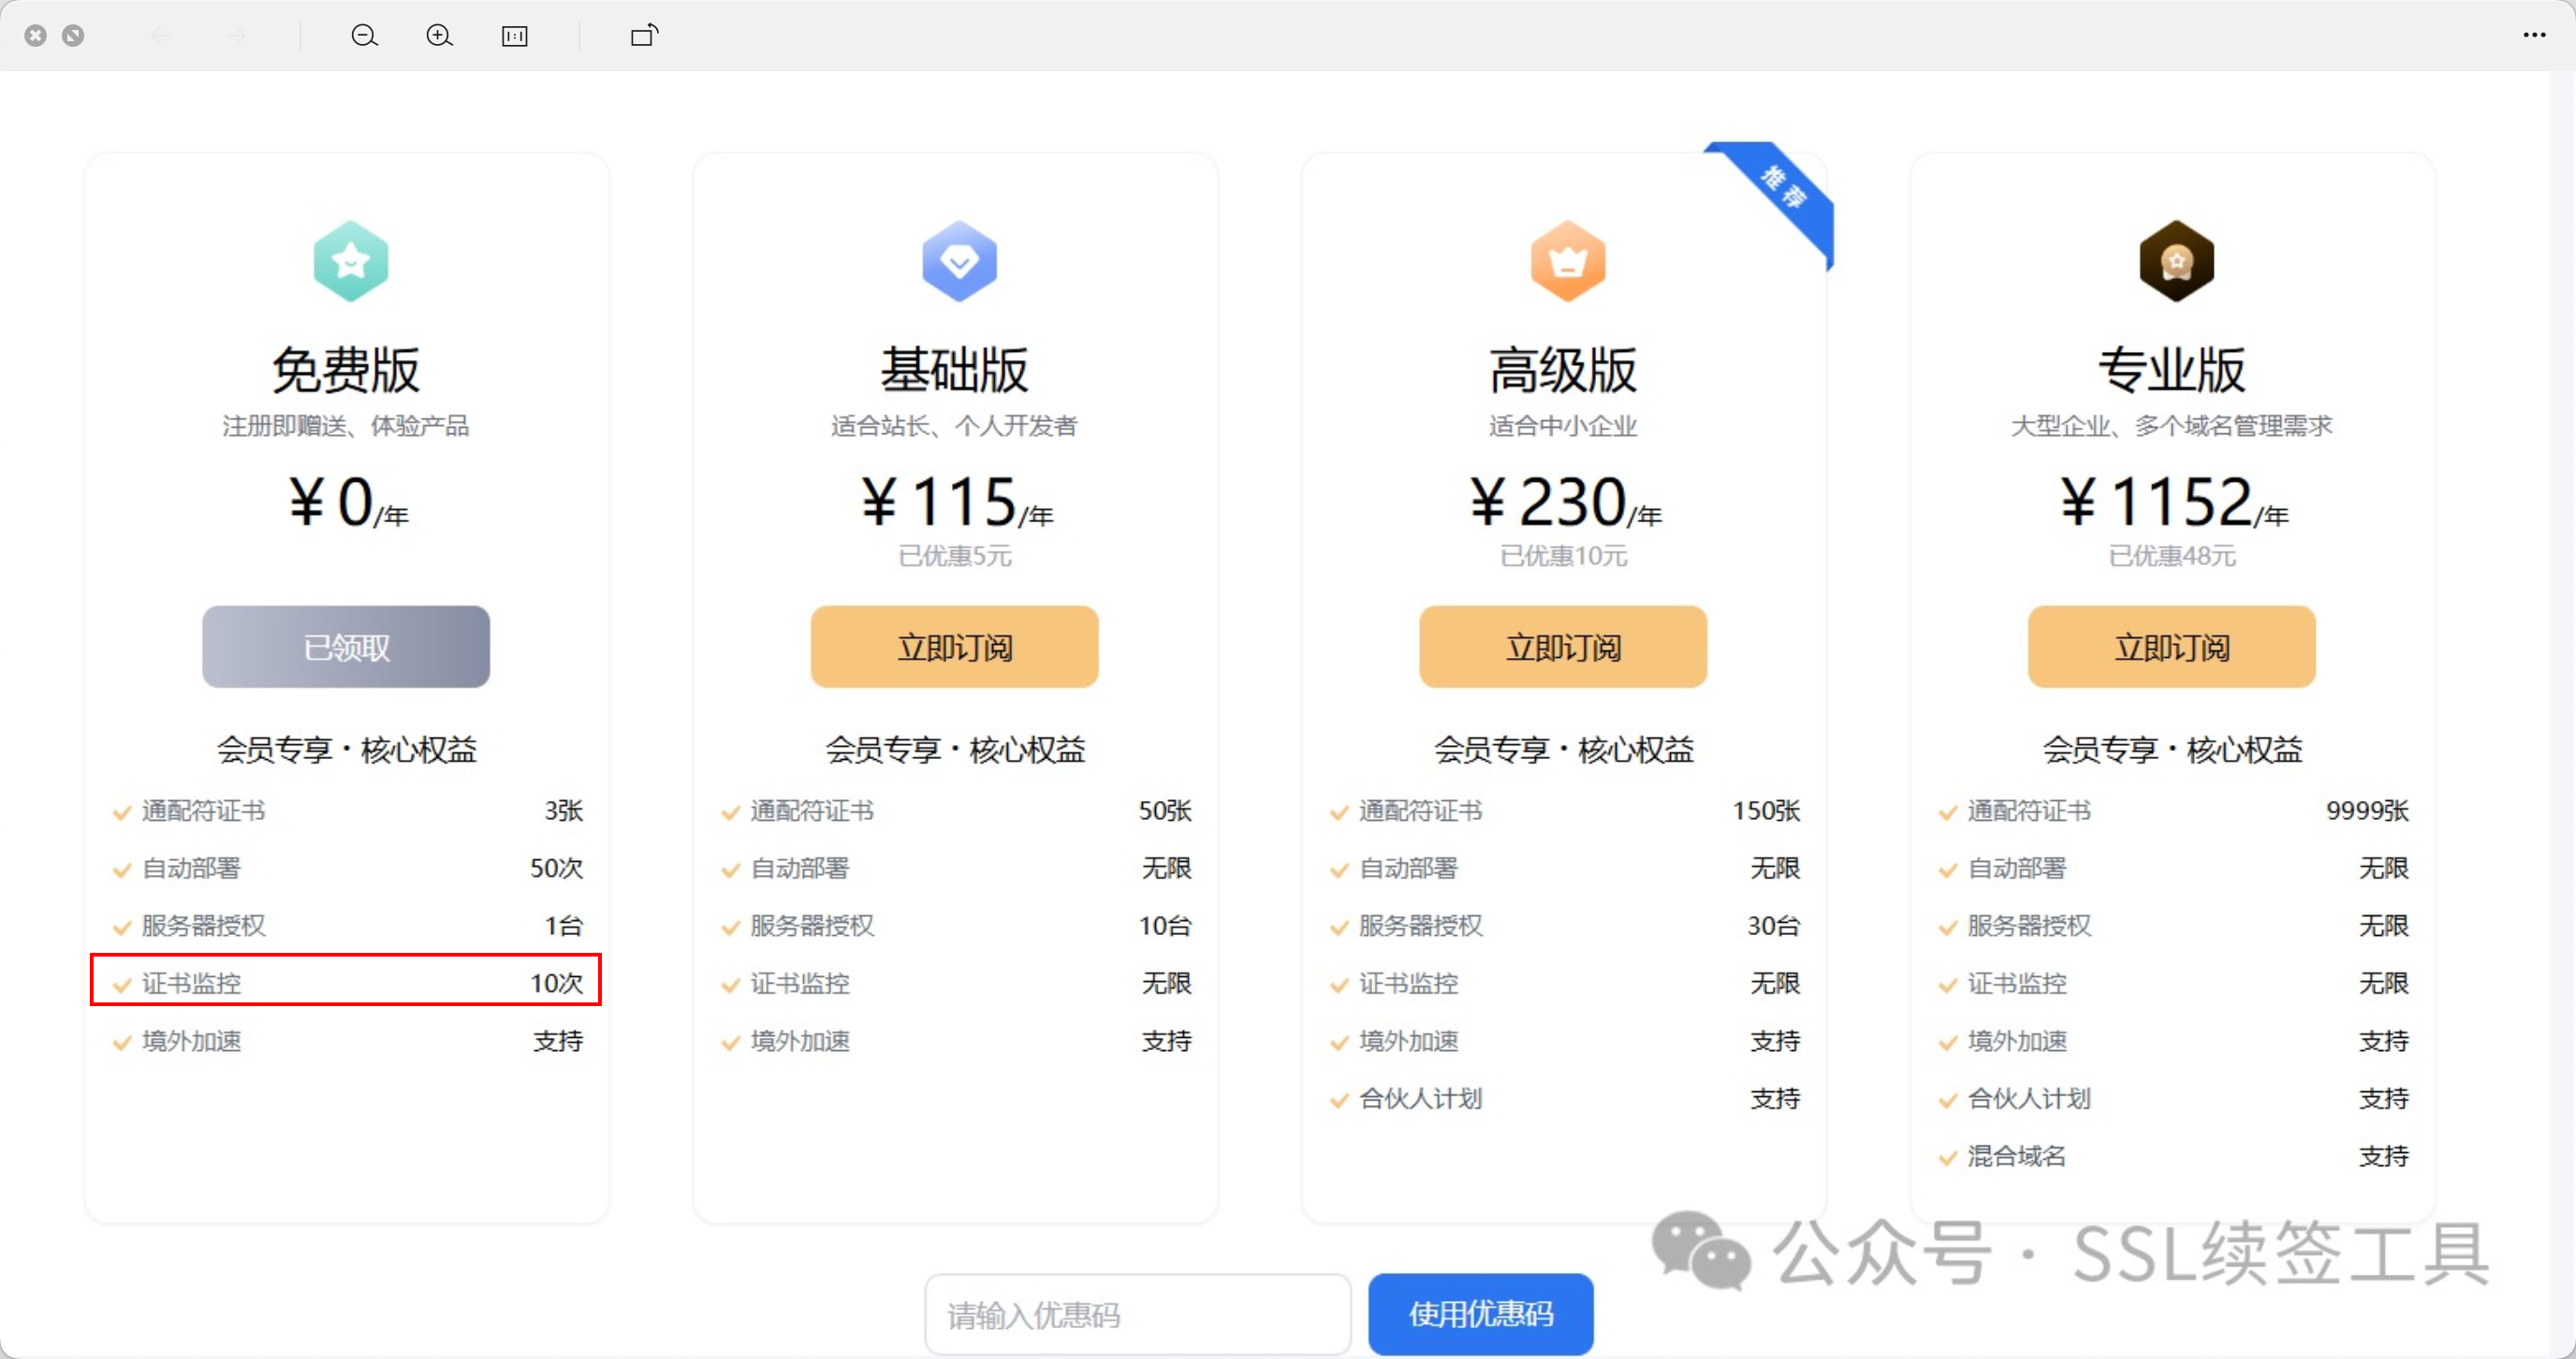 推荐
免费版
注册即赠送、体验产品
¥0/年
已领取
会员专享·核心权益
通配符证书 3张
自动部署 50次
服务器授权 1台
证书监控 10次
境外加速 支持
基础版
适合站长、个人开发者
¥115/年
已优惠5元
立即订阅
会员专享·核心权益
通配符证书 50张
自动部署 无限
服务器授权 10台
证书监控 无限
境外加速 支持
高级版
适合中小企业
¥230/年
已优惠10元
立即订阅
会员专享·核心权益
通配符证书 150张
自动部署 无限
服务器授权 30台
证书监控 无限
境外加速 支持
合伙人计划 支持
专业版
大型企业、多个域名管理需求
¥1152/年
已优惠48元
立即订阅
会员专享·核心权益
通配符证书 9999张
自动部署 无限
服务器授权 无限
证书监控 无限
境外加速 支持
合伙人计划 支持
混合域名 支持
公众号 · SSL续签工具
请输入优惠码
使用优惠码